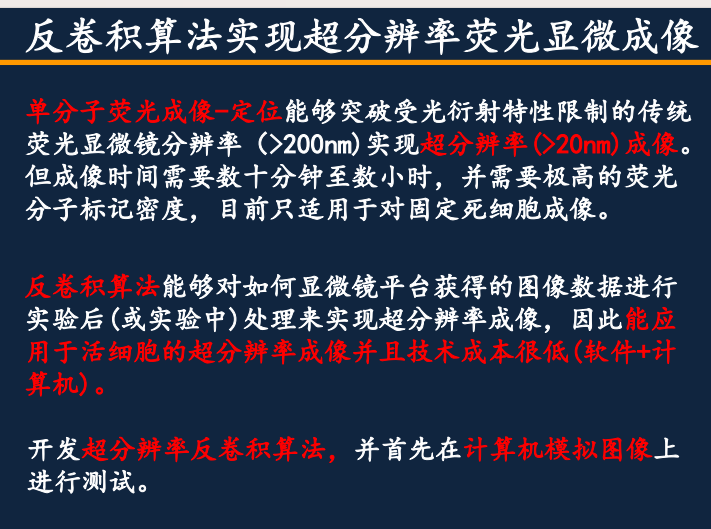 反卷积算法实现超分辨率荧光显微成像
单分子荧光成像-定位能够突破受光衍射特性限制的传统
荧光显微镜分辨率（>200nm)实现超分辨率(>20nm)成像。
但成像时间需要数十分钟至数小时，并需要极高的荧光
分子标记密度，目前只适用于对固定死细胞成像。
反卷积算法能够对如何显微镜平台获得的图像数据进行
实验后(或实验中)处理来实现超分辨率成像，因此能应
用于活细胞的超分辨率成像并且技术成本很低(软件+计
算机)。
开发超分辨率反卷积算法，并首先在计算机模拟图像上
进行测试。